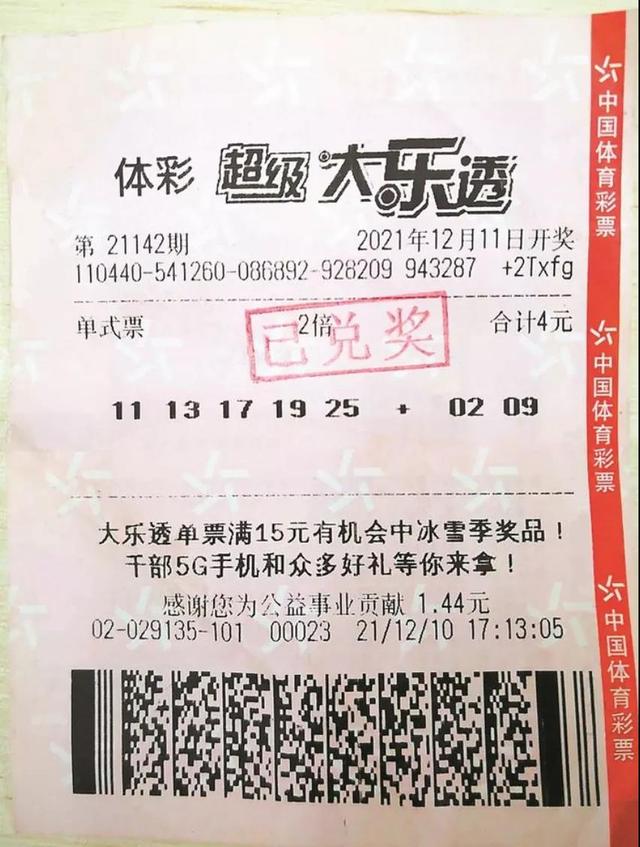 体彩 超级大乐透
第 21142期 2021年12月11日开奖
110440-541260-086892-928209 943287 +2Txfg
单式票 2倍 合计4元
已兑奖
11 13 17 19 25 + 02 09
大乐透单票满15元有机会中冰雪季奖品！
千部5G手机和众多好礼等你来拿！
感谢您为公益事业贡献 1.44元
02-029135-101 00023 21/12/10 17:13:05
中国体育彩票
中国体育彩票
中国体育彩票